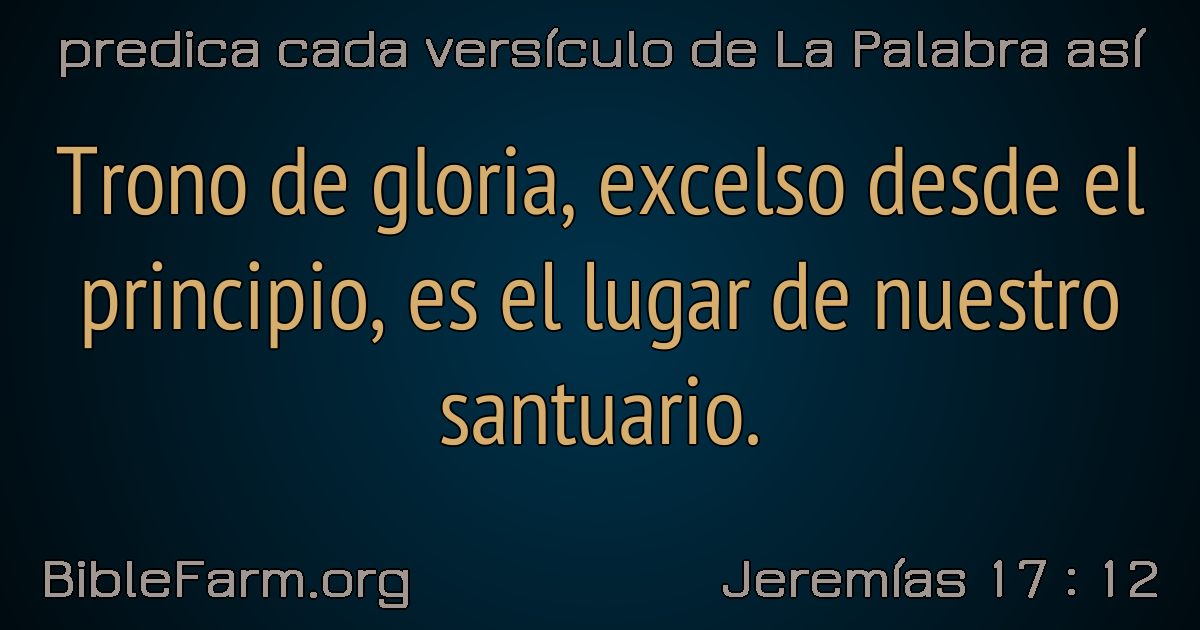 predica cada versículo de La Palabra así
Trono de gloria, excelso desde el
principio, es el lugar de nuestro
santuario.
BibleFarm.org
Jeremías 17 : 12